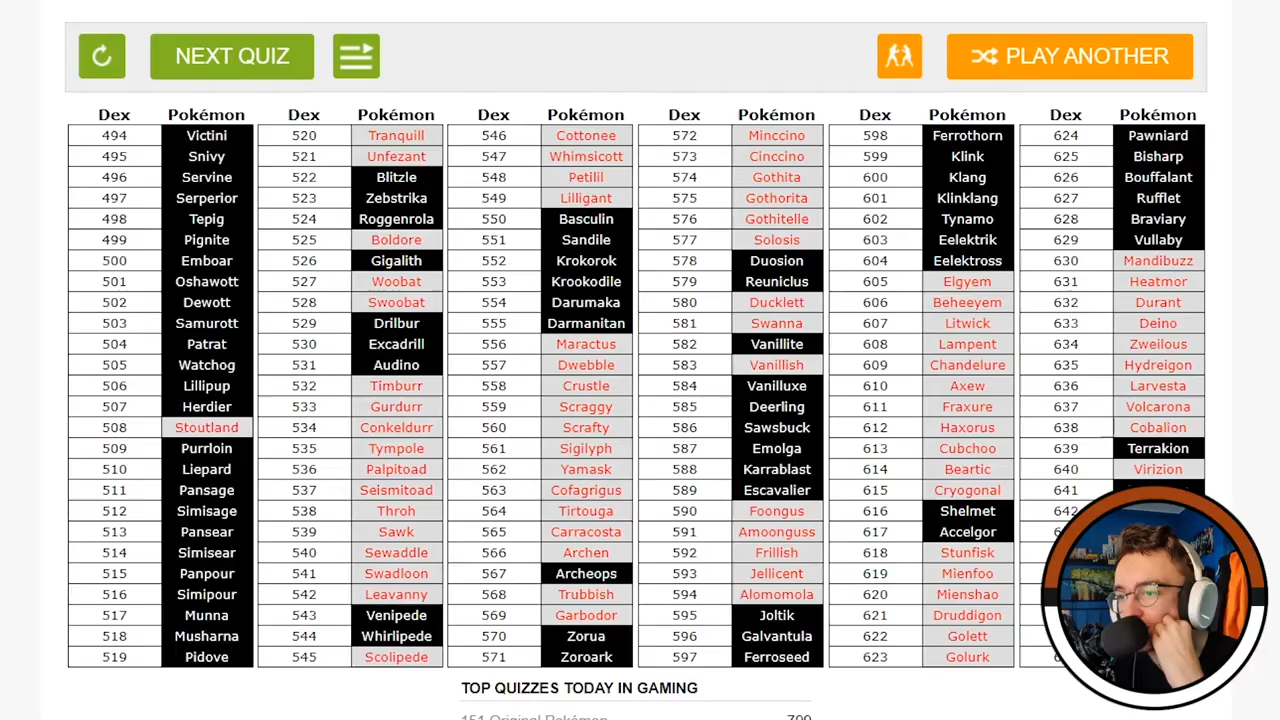 NEXT QUIZ PLAY ANOTHER
Dex Pokémon Dex Pokémon Dex Pokémon Dex Pokémon Dex Pokémon Dex Pokémon
494 Victini 520 Tranquill 546 Cottonee 572 Minccino 598 Ferrothorn 624 Pawniard
495 Snivy 521 Unfezant 547 Whimsicott 573 Cinccino 599 Klink 625 Bisharp
496 Servine 522 Blitzle 548 Petilil 574 Gothita 600 Klang 626 Bouffalant
497 Serperior 523 Zebstrika 549 Lilligant 575 Gothorita 601 Klinklang 627 Rufflet
498 Tepig 524 Roggenrola 550 Basculin 576 Gothitelle 602 Tynamo 628 Braviary
499 Pignite 525 Boldore 551 Sandile 577 Solosis 603 Eelektrik 629 Vullaby
500 Emboar 526 Gigalith 552 Krokorok 578 Duosion 604 Eelektross 630 Mandibuzz
501 Oshawott 527 Woobat 553 Krookodile 579 Reuniclus 605 Elgyem 631 Heatmor
502 Dewott 528 Swoobat 554 Darumaka 580 Ducklett 606 Beheeyem 632 Durant
503 Samurott 529 Drilbur 555 Darmanitan 581 Swanna 607 Litwick 633 Deino
504 Patrat 530 Excadrill 556 Maractus 582 Vanillite 608 Lampent 634 Zweilous
505 Watchog 531 Audino 557 Dwebble 583 Vanillish 609 Chandelure 635 Hydreigon
506 Lillipup 532 Timburr 558 Crustle 584 Vanilluxe 610 Axew 636 Larvesta
507 Herdier 533 Gurdurr 559 Scraggy 585 Deerling 611 Fraxure 637 Volcarona
508 Stoutland 534 Conkeldurr 560 Scrafty 586 Sawsbuck 612 Haxorus 638 Cobalion
509 Purrloin 535 Tympole 561 Sigilyph 587 Emolga 613 Cubchoo 639 Terrakion
510 Liepard 536 Palpitoad 562 Yamask 588 Karrablast 614 Beartic 640 Virizion
511 Pansage 537 Seismitoad 563 Cofagrigus 589 Escavalier 615 Cryogonal 641
512 Simisage 538 Throh 564 Tirtouga 590 Foongus 616 Shelmet 642
513 Pansear 539 Sawk 565 Carracosta 591 Amoonguss 617 Accelgor
514 Simisear 540 Sewaddle 566 Archen 592 Frillish 618 Stunfisk
515 Panpour 541 Swadloon 567 Archeops 593 Jellicent 619 Mienfoo
516 Simipour 542 Leavanny 568 Trubbish 594 Alomomola 620 Mienshao
517 Munna 543 Venipede 569 Garbodor 595 Joltik 621 Druddigon
518 Musharna 544 Whirlipede 570 Zorua 596 Galvantula 622 Golett
519 Pidove 545 Scolipede 571 Zoroark 597 Ferroseed 623 Golurk
TOP QUIZZES TODAY IN GAMING
151 Original Pokémon 799